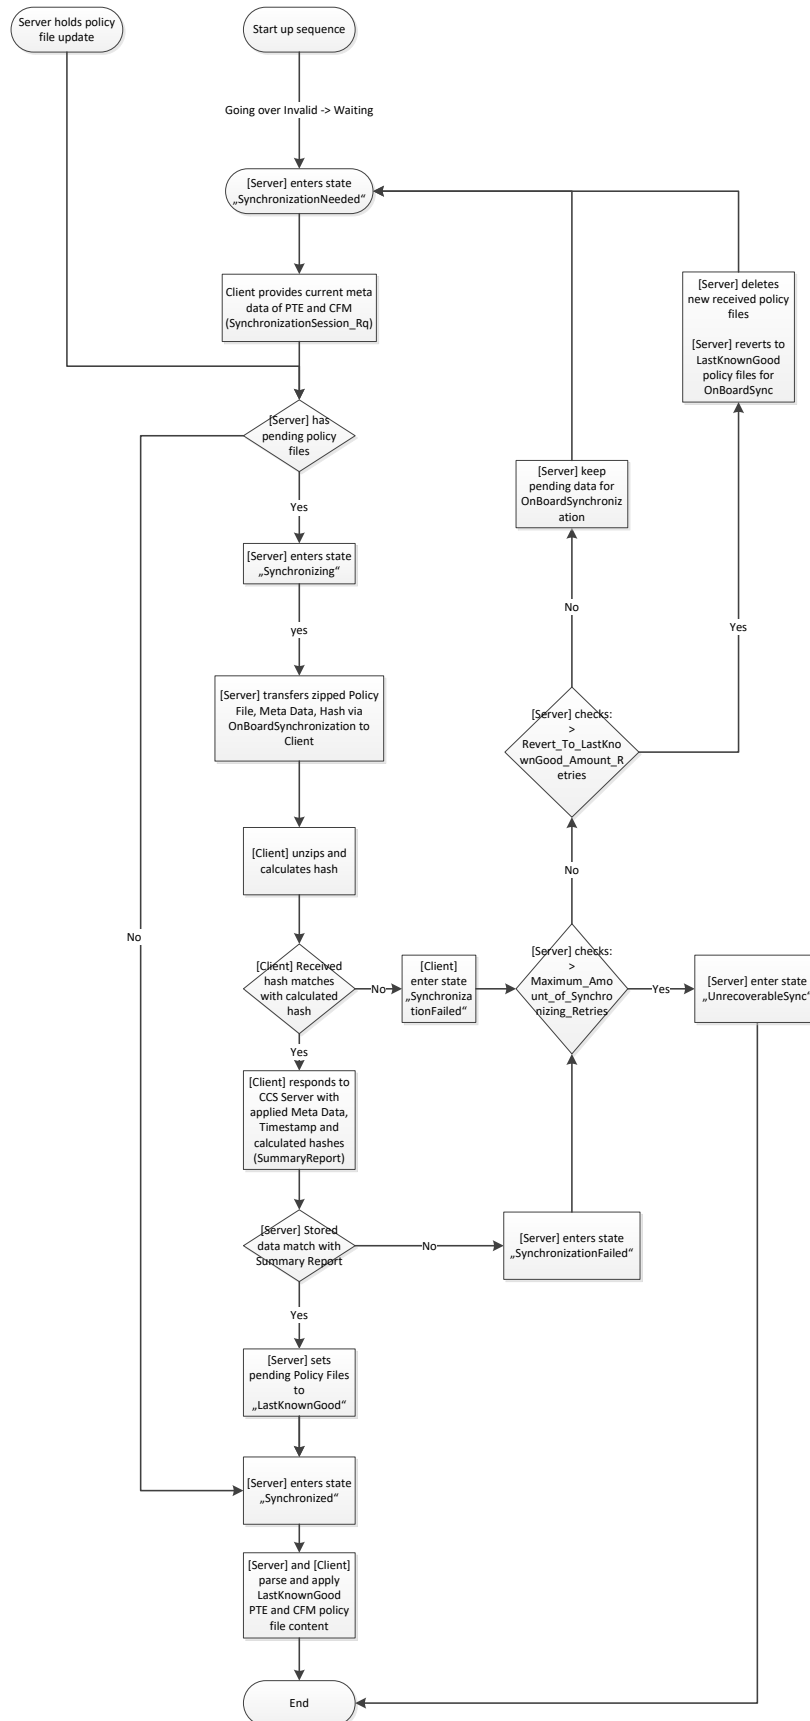 Server holds policy
file update
Start up sequence
Going over Invalid -> Waiting
[Server] enters state
„SynchronizationNeeded“
Client provides current meta
data of PTE and CFM
(SynchronizationSession_Rq)
[Server] deletes
new received policy
files
[Server] reverts to
LastKnownGood
policy files for
OnBoardSync
[Server] has
pending policy
files
[Server] keep
pending data for
OnBoardSynchroniz
ation
Yes
[Server] enters state
„Synchronizing“
No
Yes
yes
[Server] transfers zipped Policy
File, Meta Data, Hash via
OnBoardSynchronization to
Client
[Server] checks:
>
Revert_To_LastKno
wnGood_Amount_R
etries
[Client] unzips and
calculates hash
No
No
[Client] Received
hash matches
with calculated
hash
No
[Client]
enter state
„Synchroniza
tionFailed“
[Server] checks:
>
Maximum_Amo
unt_of_Synchro
nizing_Retries
Yes
[Server] enter state
„UnrecoverableSync“
Yes
[Client] responds to
CCS Server with
applied Meta Data,
Timestamp and
calculated hashes
(SummaryReport)
[Server] Stored
data match with
Summary Report
No
[Server] enters state
„SynchronizationFailed“
Yes
[Server] sets
pending Policy Files
to
„LastKnownGood“
[Server] enters state
„Synchronized“
[Server] and [Client]
parse and apply
LastKnownGood
PTE and CFM policy
file content
End